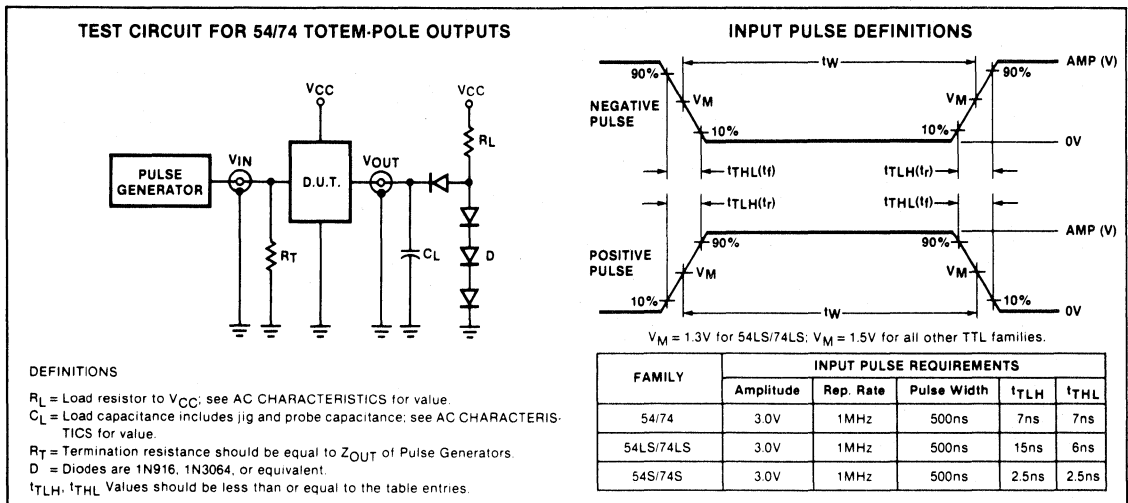 TEST CIRCUIT FOR 54/74 TOTEM-POLE OUTPUTS
VCC
VCC
RL
VIN
VOUT
PULSE
GENERATOR
D.U.T.
RT
CL
D
DEFINITIONS
RL = Load resistor to VCC; see AC CHARACTERISTICS for value.
CL = Load capacitance includes jig and probe capacitance; see AC CHARACTERIS-
TICS for value.
RT = Termination resistance should be equal to ZOUT of Pulse Generators.
D = Diodes are 1N916, 1N3064, or equivalent.
tTLH, tTHL Values should be less than or equal to the table entries.
INPUT PULSE DEFINITIONS
tW
AMP (V)
90%
90%
NEGATIVE
PULSE
VM
VM
10%
10%
0V
tTHL(tf)
tTLH(tr)
tTLH(tr)
tTHL(tf)
AMP (V)
90%
90%
POSITIVE
PULSE
VM
VM
10%
10%
tW
0V
VM = 1.3V for 54LS/74LS; VM = 1.5V for all other TTL families.
FAMILY INPUT PULSE REQUIREMENTS
Amplitude Rep. Rate Pulse Width tTLH tTHL
54/74 3.0V 1MHz 500ns 7ns 7ns
54LS/74LS 3.0V 1MHz 500ns 15ns 6ns
54S/74S 3.0V 1MHz 500ns 2.5ns 2.5ns